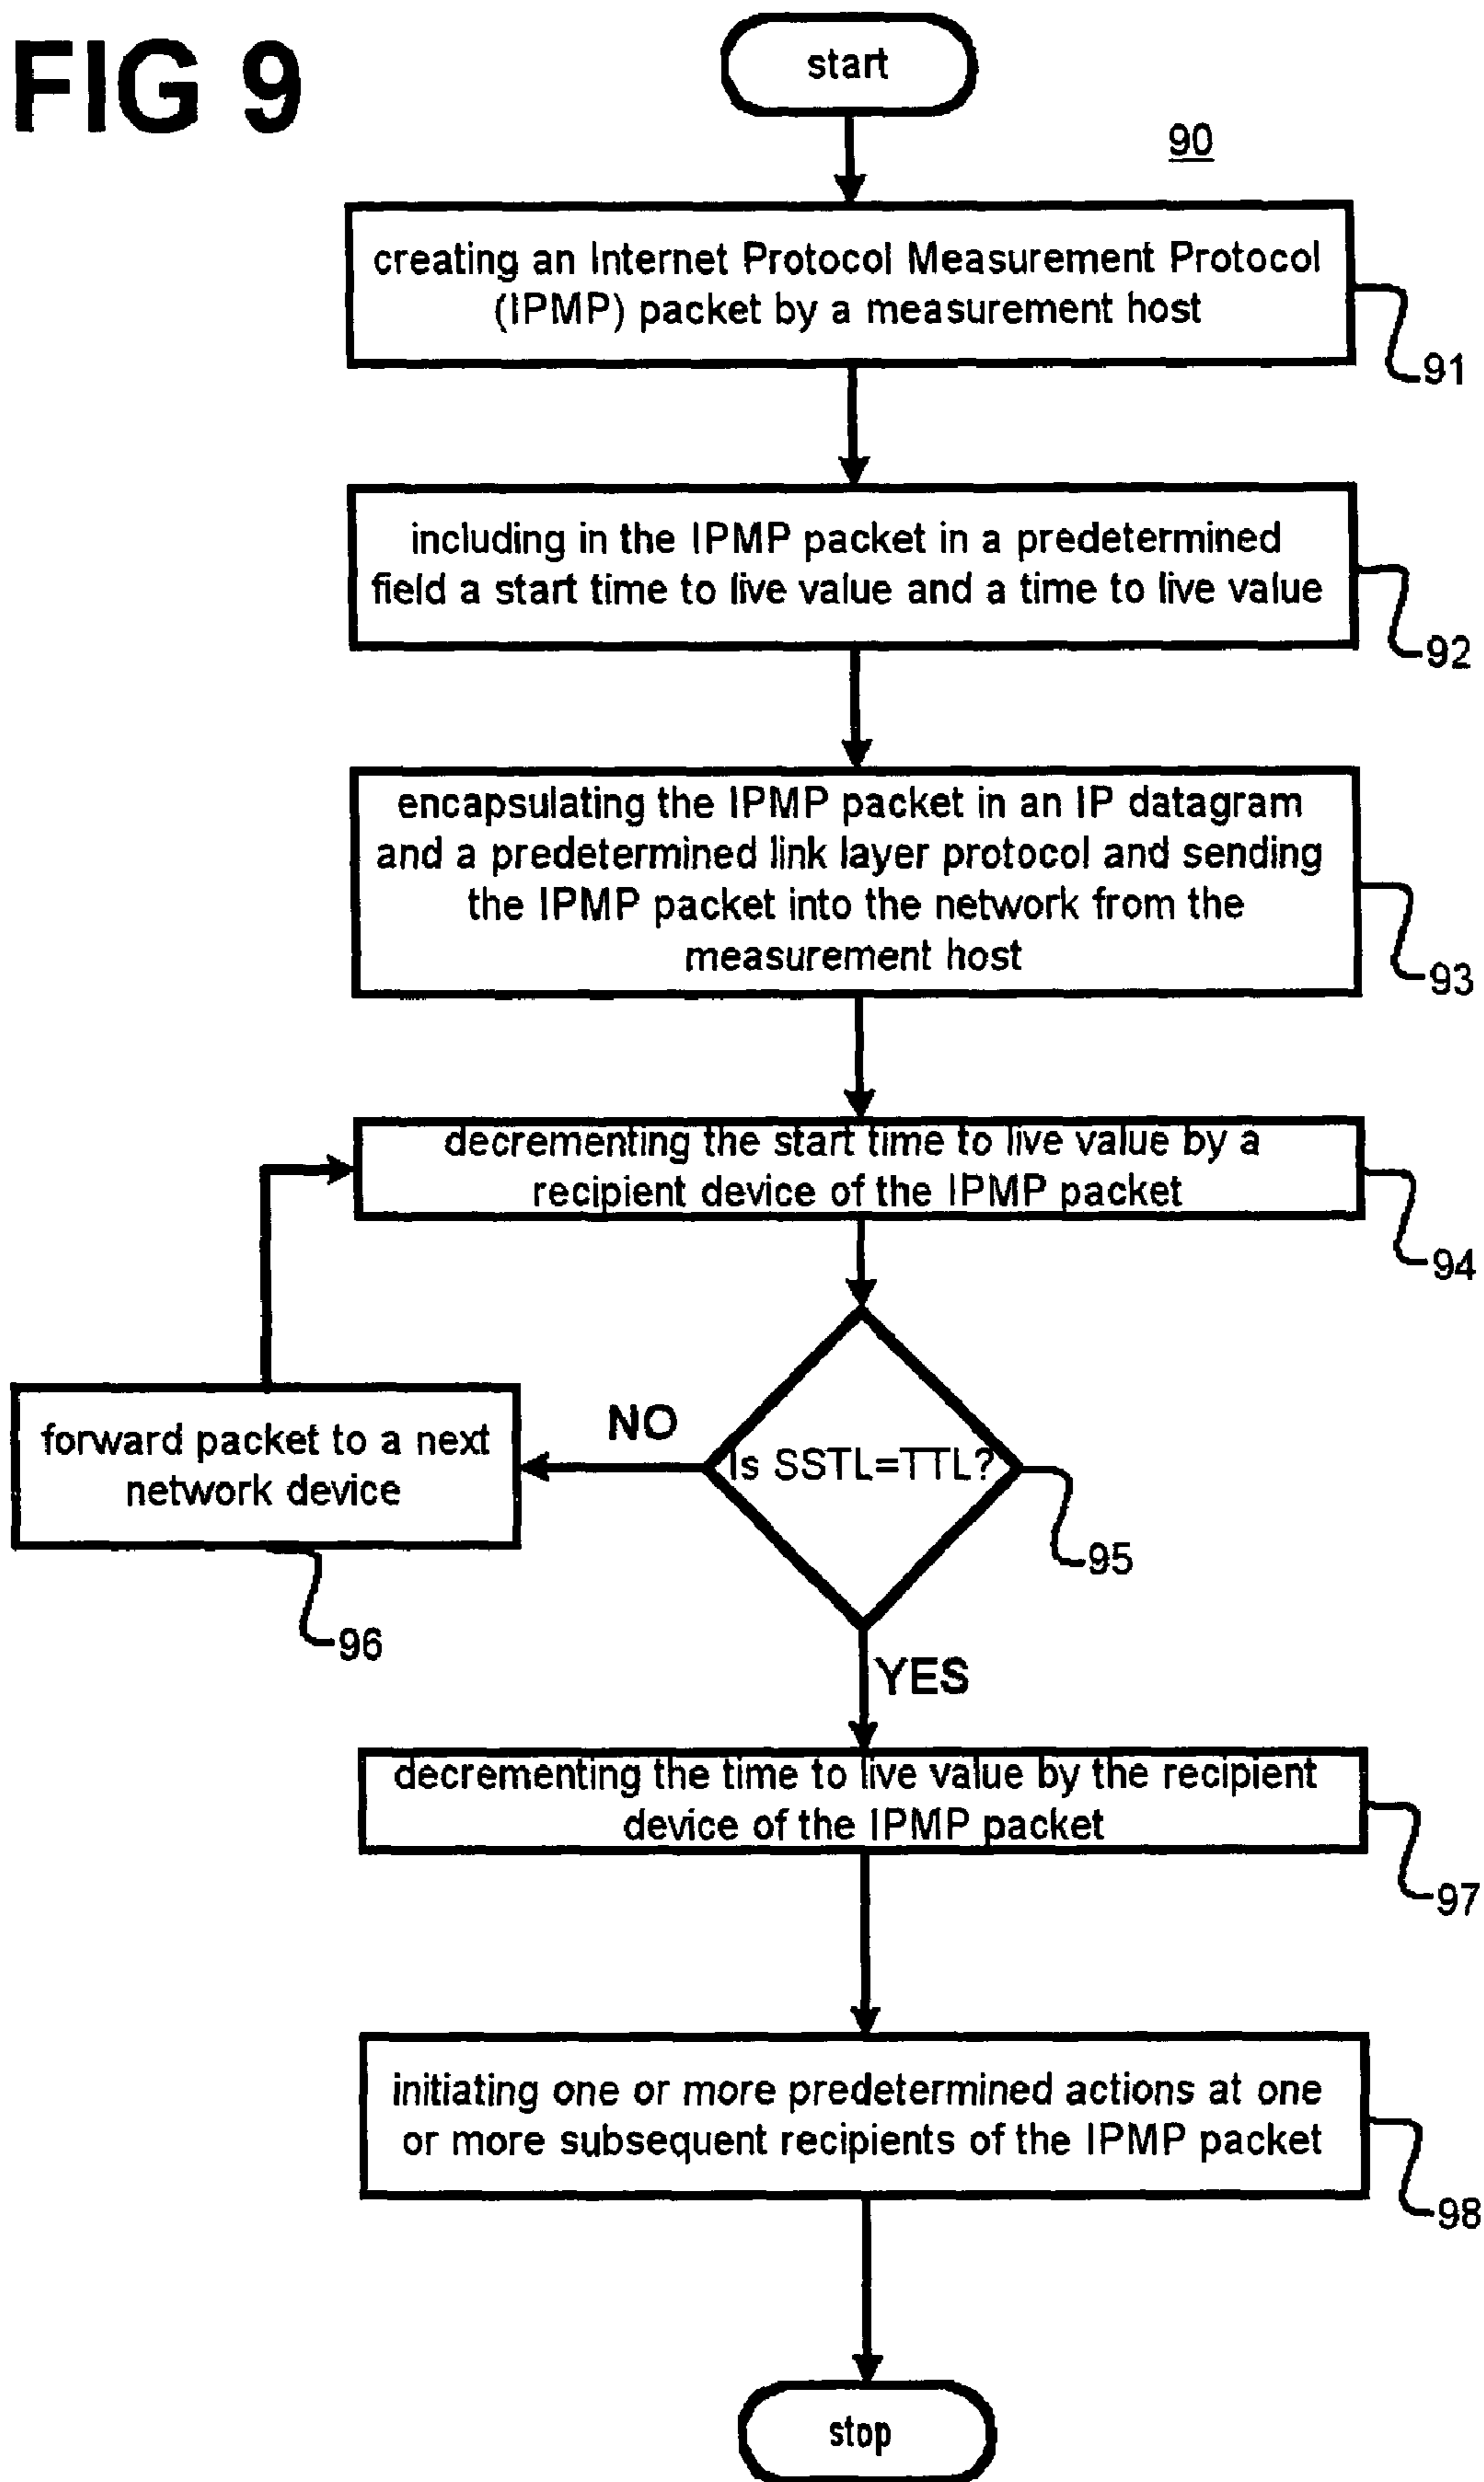 FIG 9
start
90
creating an Internet Protocol Measurement Protocol
(IPMP) packet by a measurement host
91
including in the IPMP packet in a predetermined
field a start time to live value and a time to live value
92
encapsulating the IPMP packet in an IP datagram
and a predetermined link layer protocol and sending
the IPMP packet into the network from the
measurement host
93
decrementing the start time to live value by a
recipient device of the IPMP packet
94
Is SSTL=TTL?
95
NO
forward packet to a next
network device
96
YES
decrementing the time to live value by the recipient
device of the IPMP packet
97
initiating one or more predetermined actions at one
or more subsequent recipients of the IPMP packet
98
stop